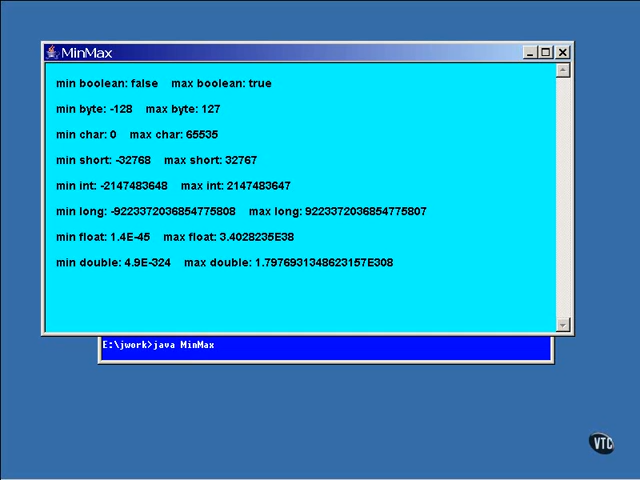 MinMax
min boolean: false max boolean: true
min byte: -128 max byte: 127
min char: 0 max char: 65535
min short: -32768 max short: 32767
min int: -2147483648 max int: 2147483647
min long: -9223372036854775808 max long: 9223372036854775807
min float: 1.4E-45 max float: 3.4028235E38
min double: 4.9E-324 max double: 1.7976931348623157E308
E:\jwork>java MinMax
VTC